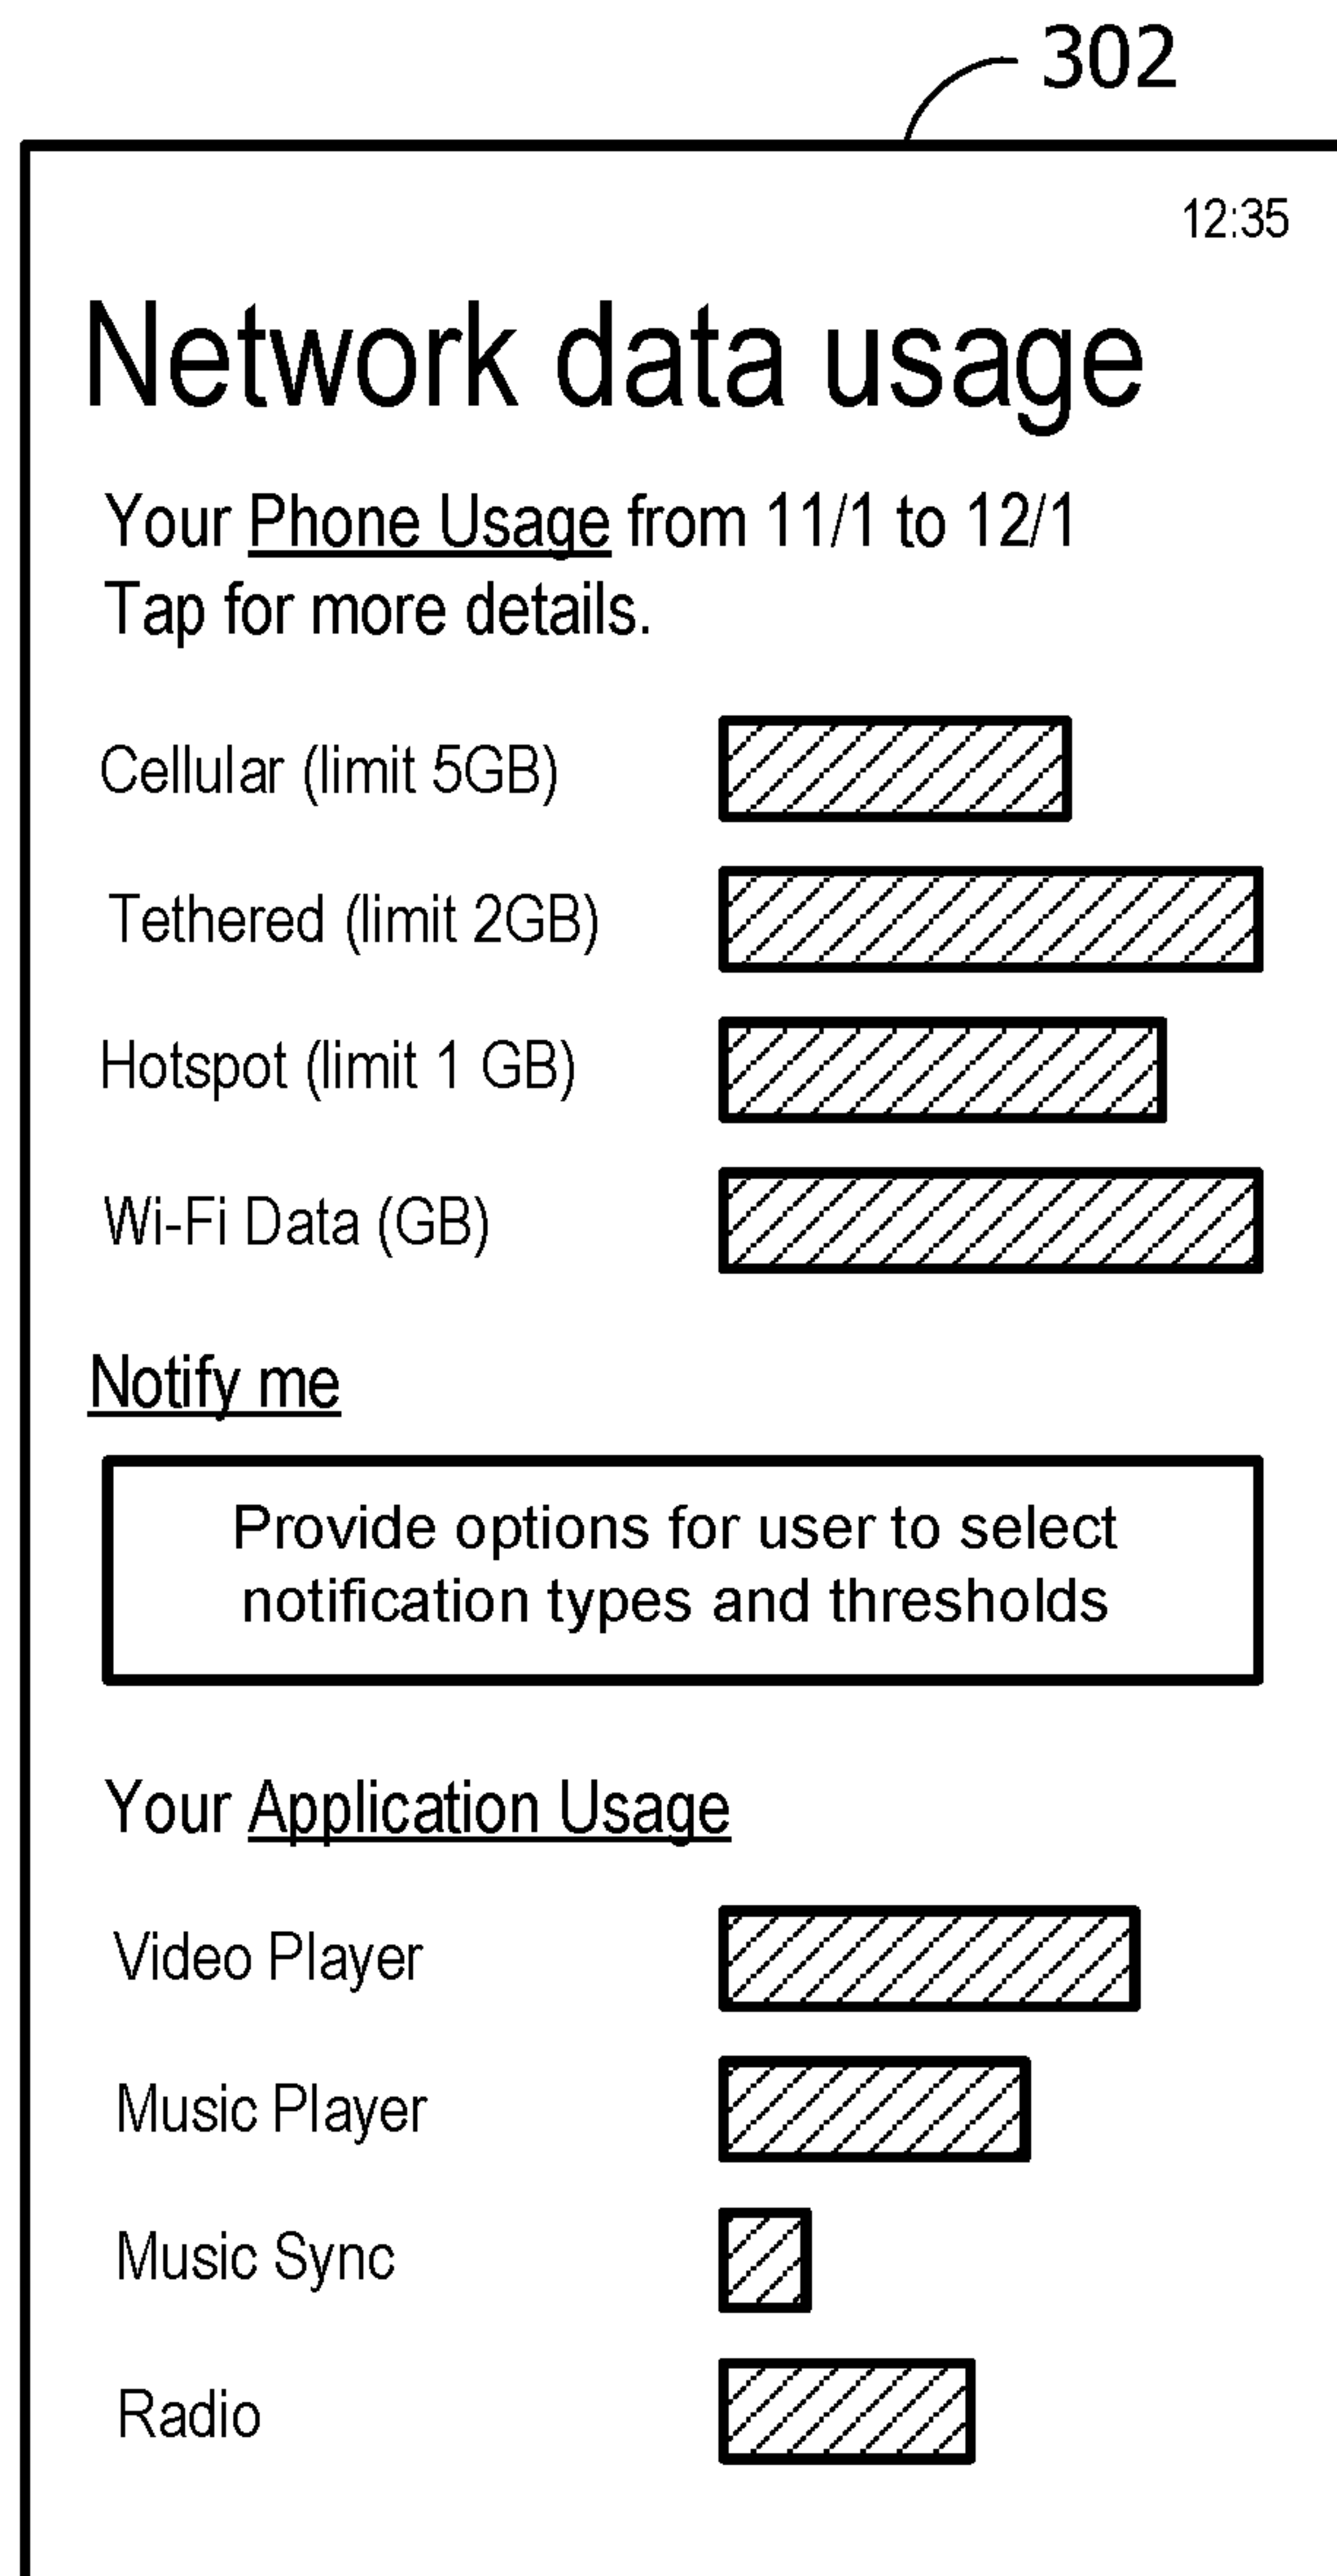 302
12:35
Network data usage
Your Phone Usage from 11/1 to 12/1
Tap for more details.
Cellular (limit 5GB)
Tethered (limit 2GB)
Hotspot (limit 1 GB)
Wi-Fi Data (GB)
Notify me
Provide options for user to select
notification types and thresholds
Your Application Usage
Video Player
Music Player
Music Sync
Radio